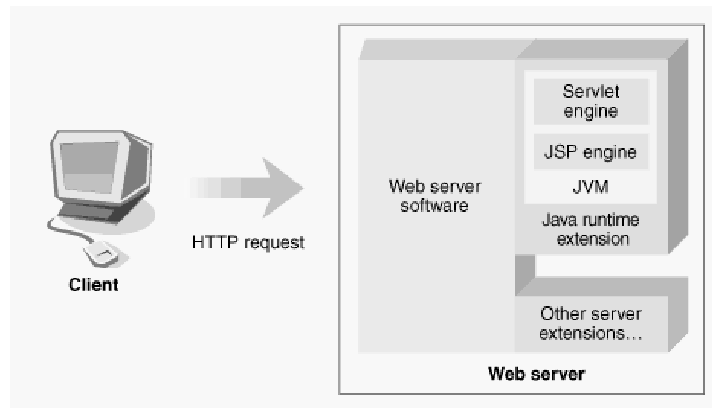 Client
HTTP request
Web server
software
Servlet
engine
JSP engine
JVM
Java runtime
extension
Other server
extensions...
Web server